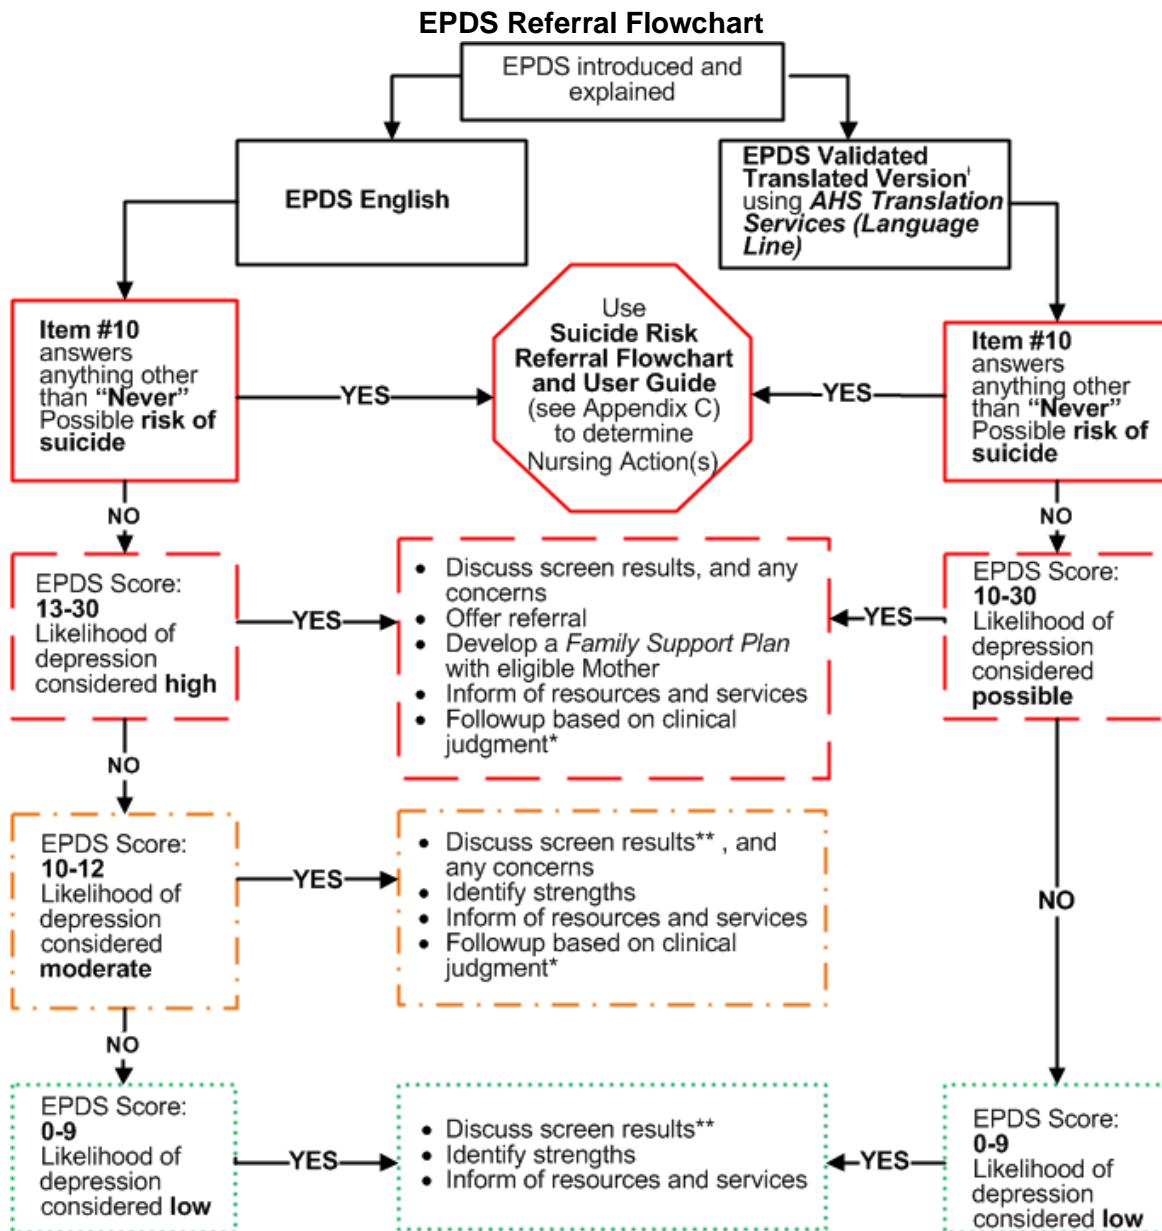 EPDS Referral Flowchart
EPDS introduced and
explained
EPDS English
EPDS Validated
Translated Version⸸
using AHS Translation
Services (Language
Line)
Item #10
answers
anything other
than “Never”
Possible risk of
suicide
YES
Use
Suicide Risk
Referral Flowchart
and User Guide
(see Appendix C)
to determine
Nursing Action(s)
YES
Item #10
answers
anything other
than “Never”
Possible risk of
suicide
NO
NO
EPDS Score:
13-30
Likelihood of
depression
considered high
YES
• Discuss screen results, and any
concerns
• Offer referral
• Develop a Family Support Plan
with eligible Mother
• Inform of resources and services
• Followup based on clinical
judgment*
YES
EPDS Score:
10-30
Likelihood of
depression
considered
possible
NO
EPDS Score:
10-12
Likelihood of
depression
considered
moderate
YES
• Discuss screen results** , and
any concerns
• Identify strengths
• Inform of resources and services
• Followup based on clinical
judgment*
NO
NO
EPDS Score:
0-9
Likelihood of
depression
considered low
YES
• Discuss screen results**
• Identify strengths
• Inform of resources and services
YES
EPDS Score:
0-9
Likelihood of
depression
considered low